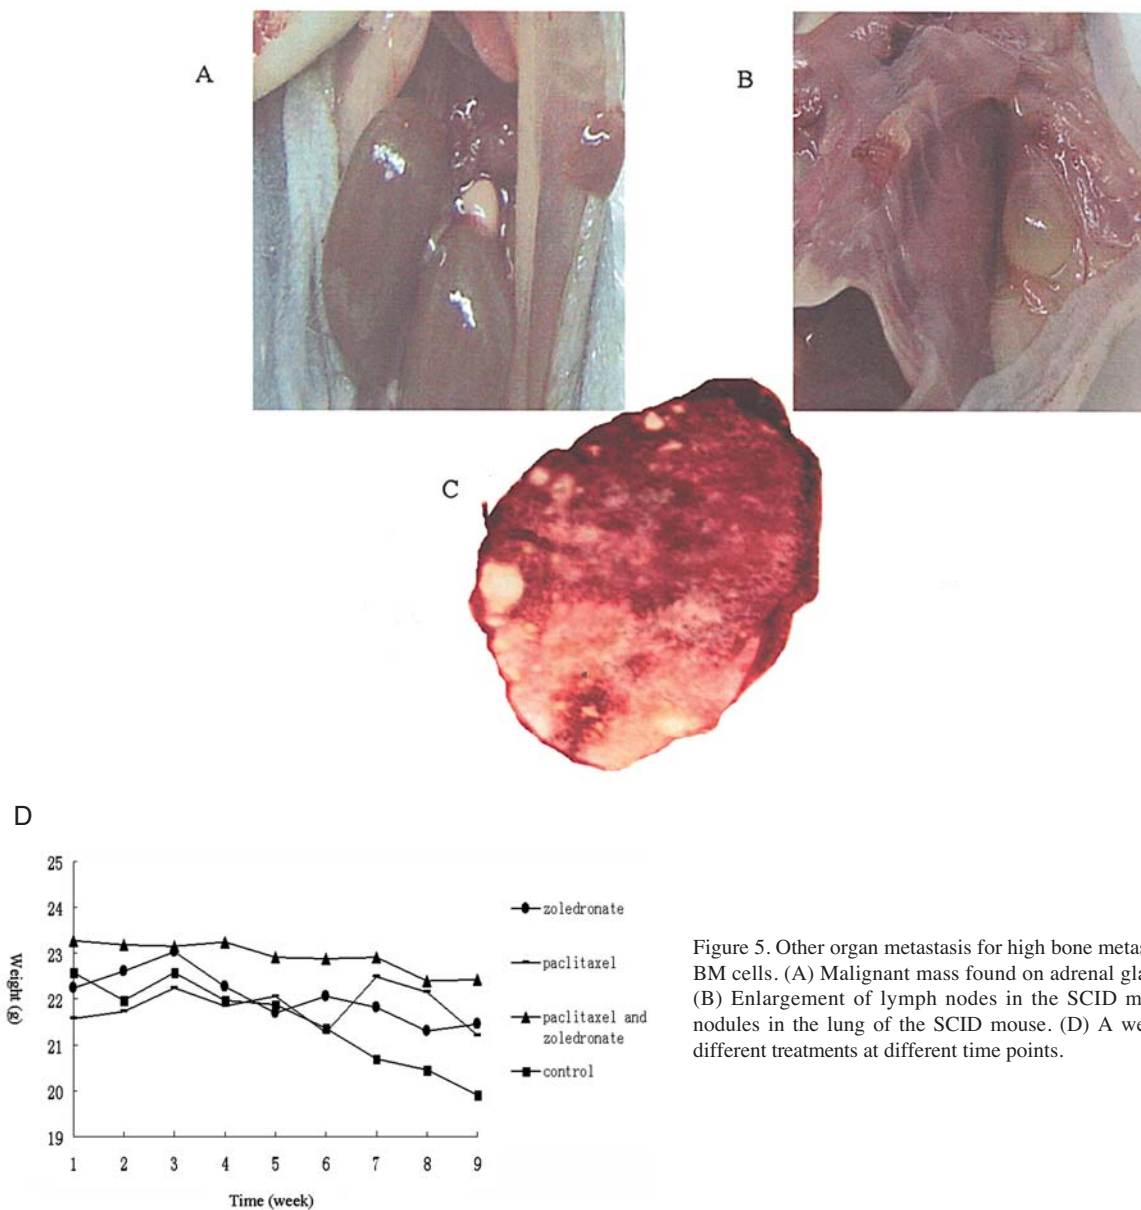 A
B
C
D
25
24
23
22
21
20
19
Weight (g)
1 2 3 4 5 6 7 8 9
Time (week)
zoledronate
paclitaxel
paclitaxel and
zoledronate
control
Figure 5. Other organ metastasis for high bone metas
BM cells. (A) Malignant mass found on adrenal gla
(B) Enlargement of lymph nodes in the SCID m
nodules in the lung of the SCID mouse. (D) A we
different treatments at different time points.